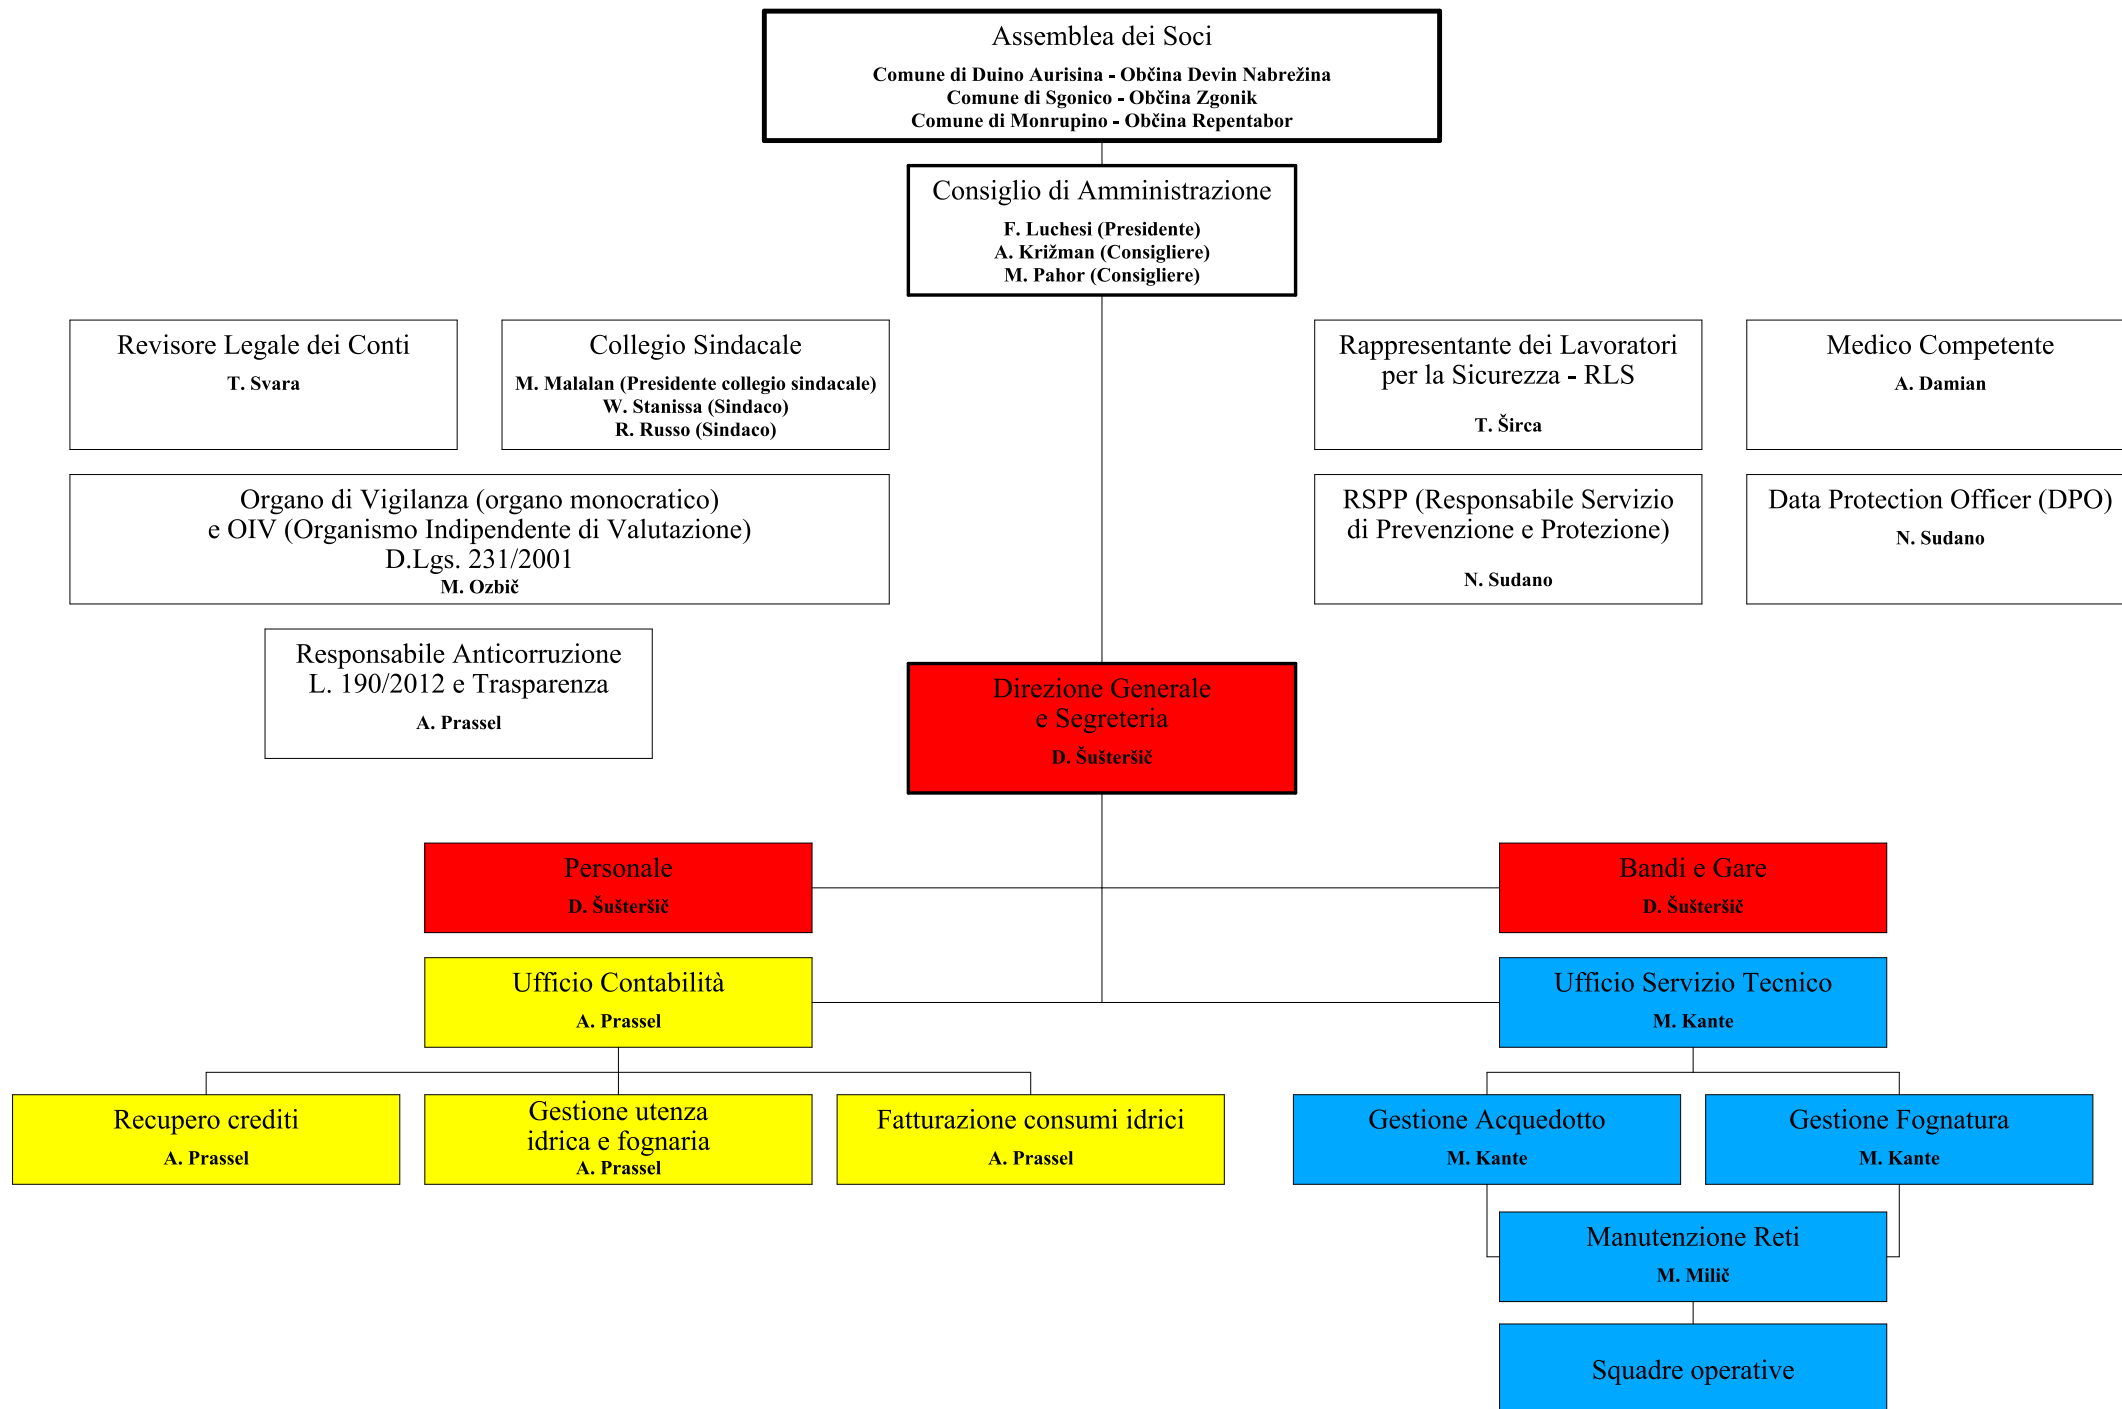 Assemblea dei Soci
Comune di Duino Aurisina - Občina Devin Nabrežina
Comune di Sgonico - Občina Zgonik
Comune di Monrupino - Občina Repentabor
Consiglio di Amministrazione
F. Luchesi (Presidente)
A. Križman (Consigliere)
M. Pahor (Consigliere)
Revisore Legale dei Conti
T. Svara
Collegio Sindacale
M. Malalan (Presidente collegio sindacale)
W. Stanissa (Sindaco)
R. Russo (Sindaco)
Rappresentante dei Lavoratori
per la Sicurezza - RLS
T. Širca
Medico Competente
A. Damian
Organo di Vigilanza (organo monocratico)
e OIV (Organismo Indipendente di Valutazione)
D.Lgs. 231/2001
M. Ozbič
RSPP (Responsabile Servizio
di Prevenzione e Protezione)
N. Sudano
Data Protection Officer (DPO)
N. Sudano
Responsabile Anticorruzione
L. 190/2012 e Trasparenza
A. Prassel
Direzione Generale
e Segreteria
D. Šušteršič
Personale
D. Šušteršič
Bandi e Gare
D. Šušteršič
Ufficio Contabilità
A. Prassel
Ufficio Servizio Tecnico
M. Kante
Recupero crediti
A. Prassel
Gestione utenza
idrica e fognaria
A. Prassel
Fatturazione consumi idrici
A. Prassel
Gestione Acquedotto
M. Kante
Gestione Fognatura
M. Kante
Manutenzione Reti
M. Milič
Squadre operative